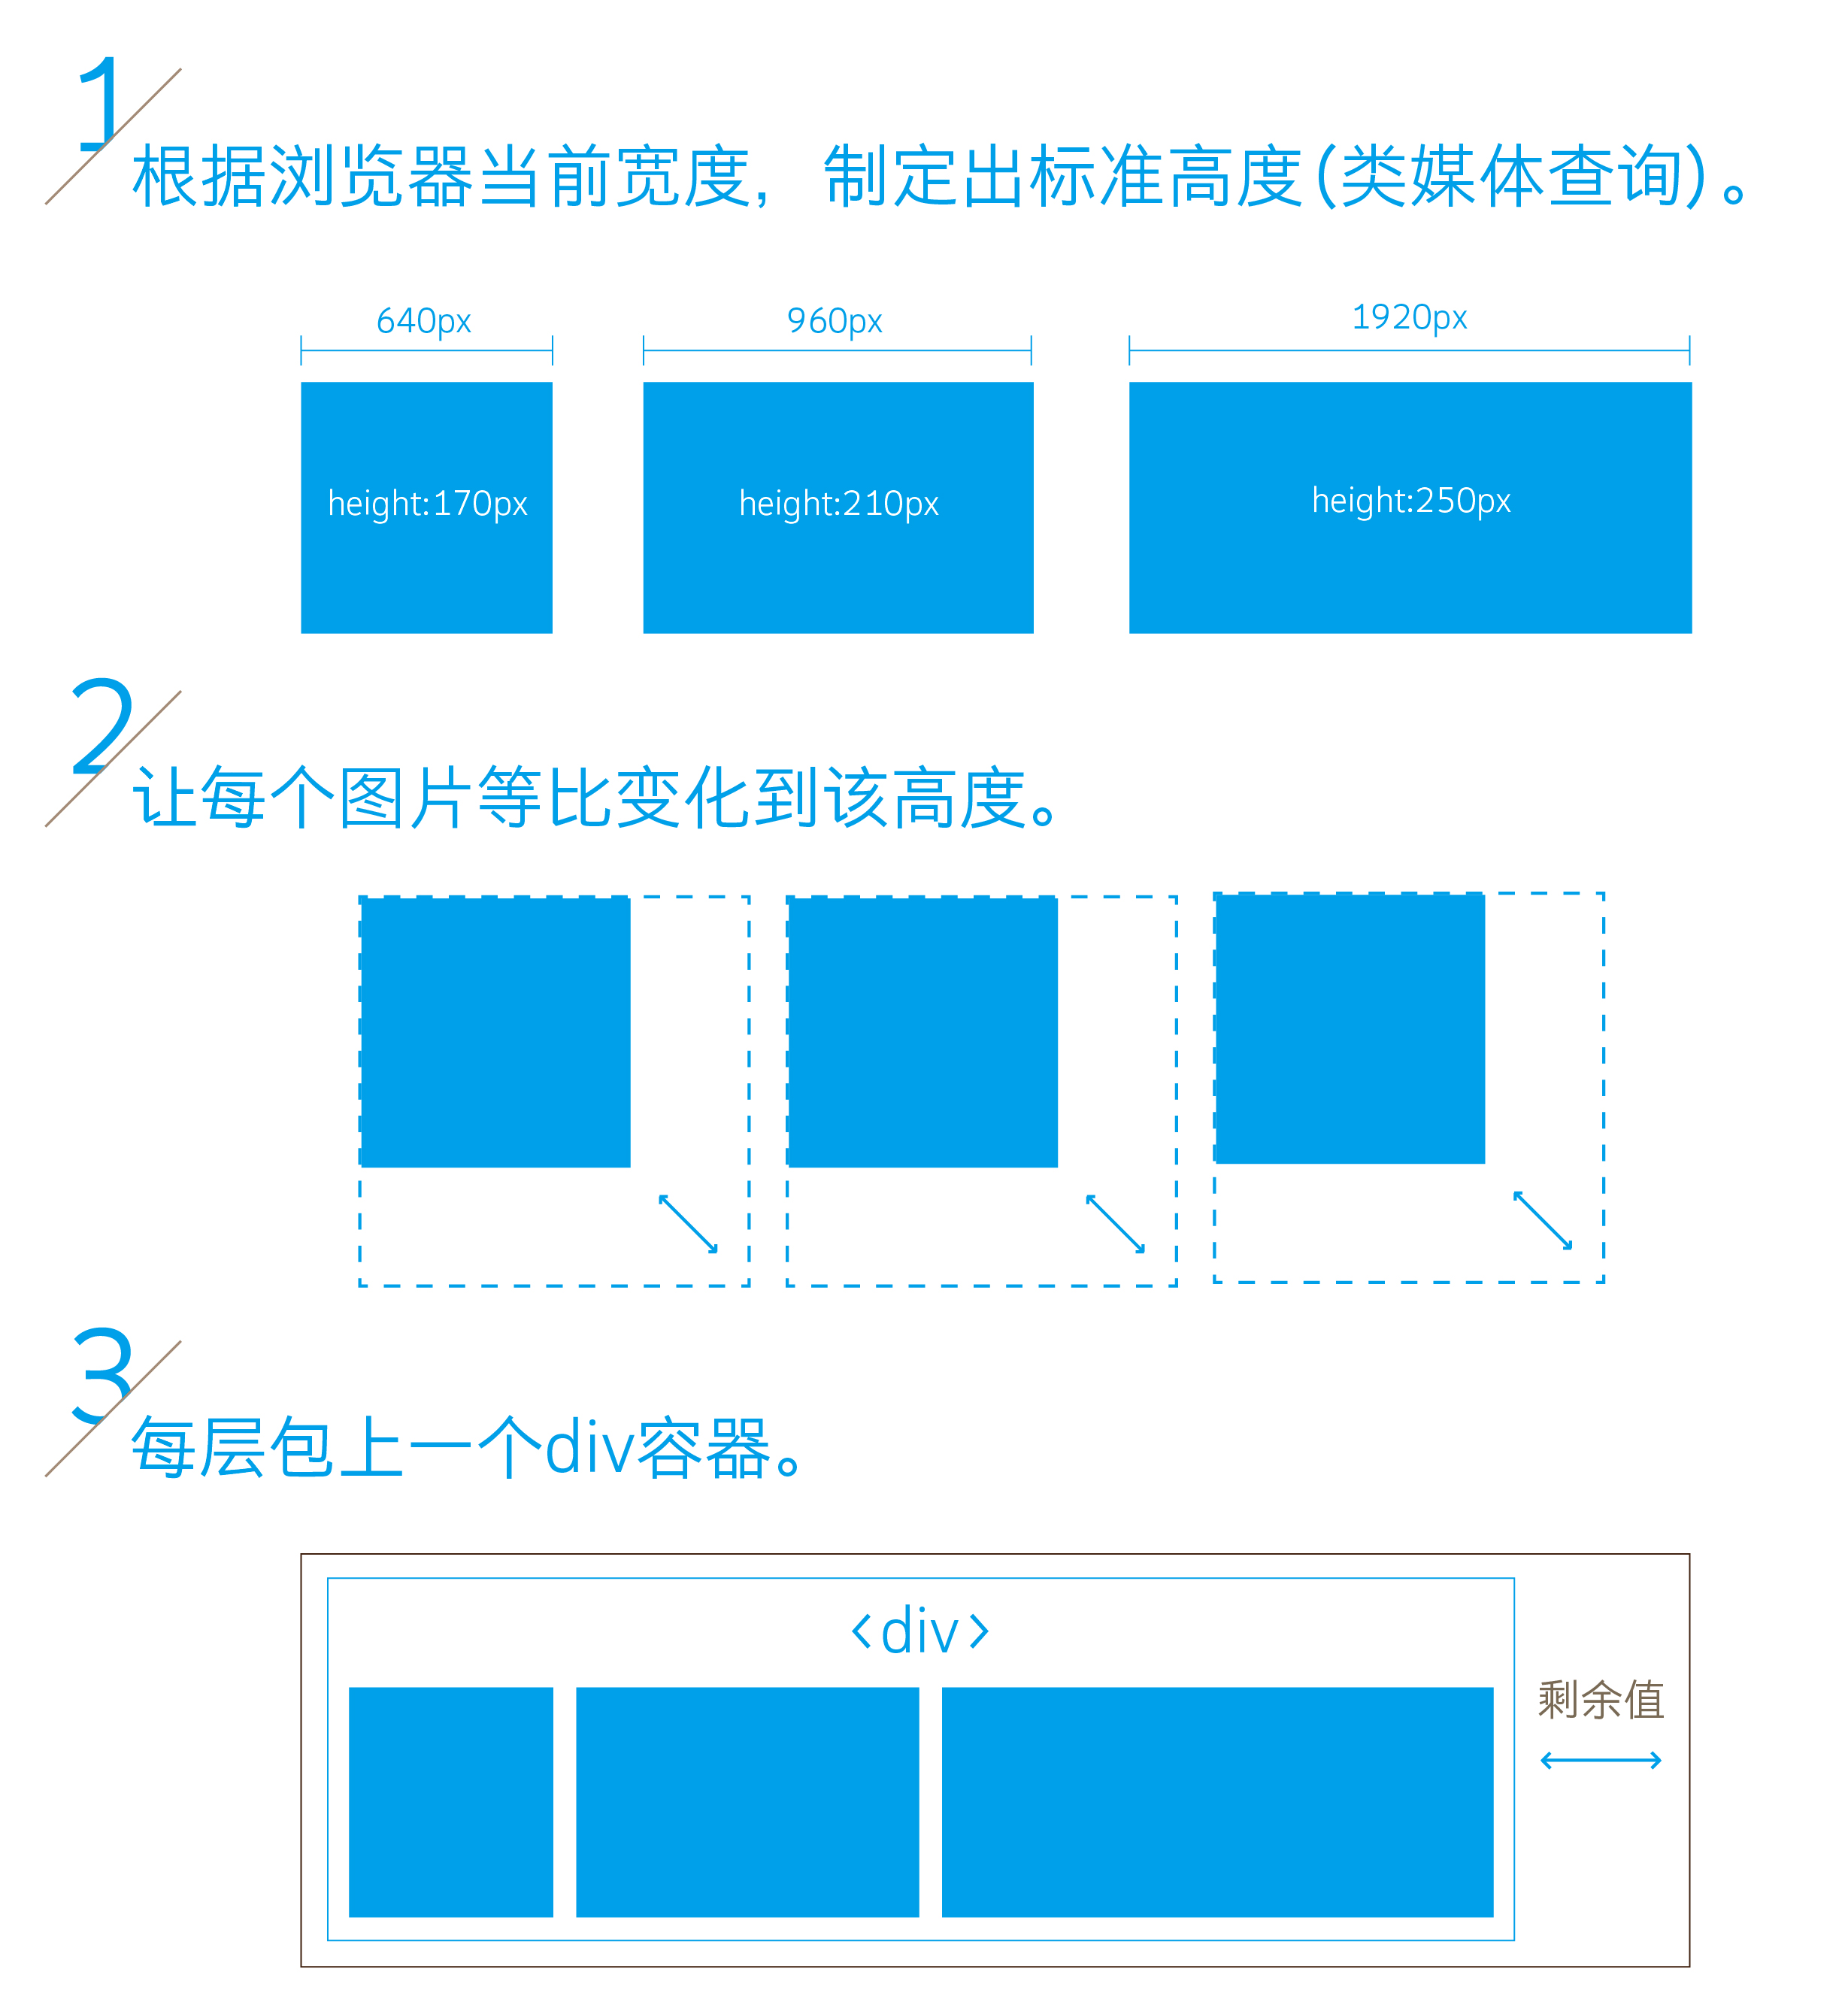 1
根据浏览器当前宽度，制定出标准高度(类媒体查询)。
640px
960px
1920px
height:170px
height:210px
height:250px
2
让每个图片等比变化到该高度。
3
每层包上一个div容器。
<div>
剩余值